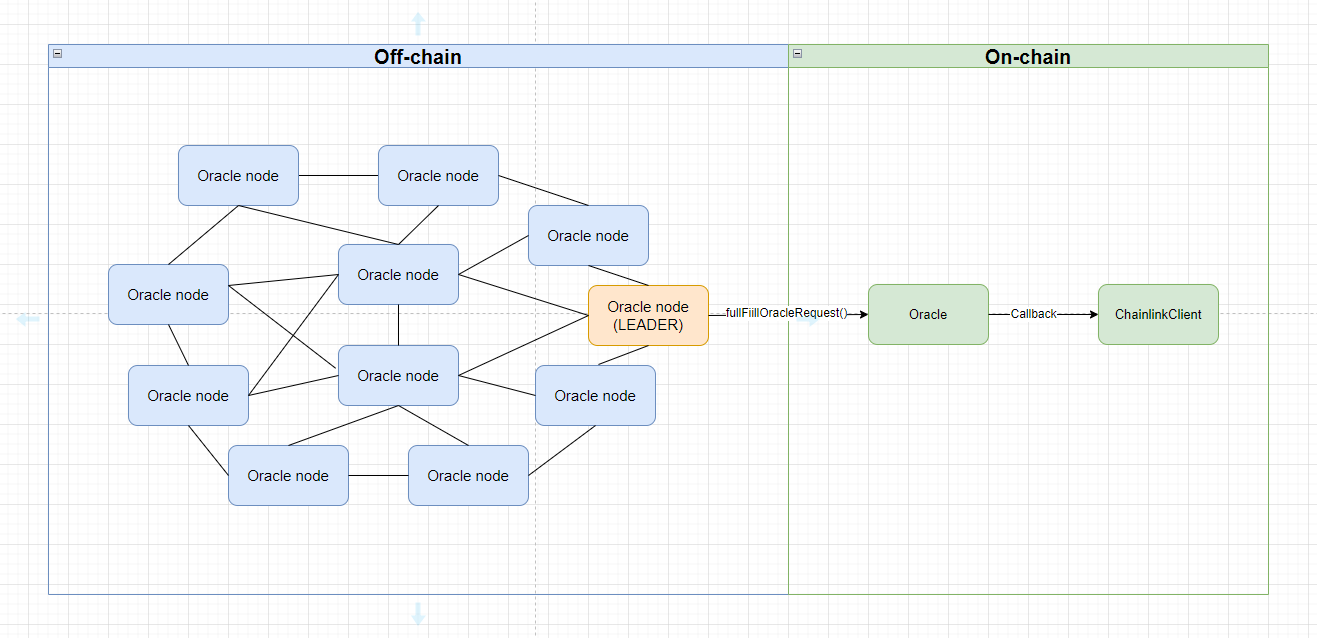 Off-chain
On-chain
Oracle node
Oracle node
Oracle node
Oracle node
Oracle node
Oracle node
(LEADER)
fullFiillOracleRequest()
Oracle
Callback
ChainlinkClient
Oracle node
Oracle node
Oracle node
Oracle node
Oracle node